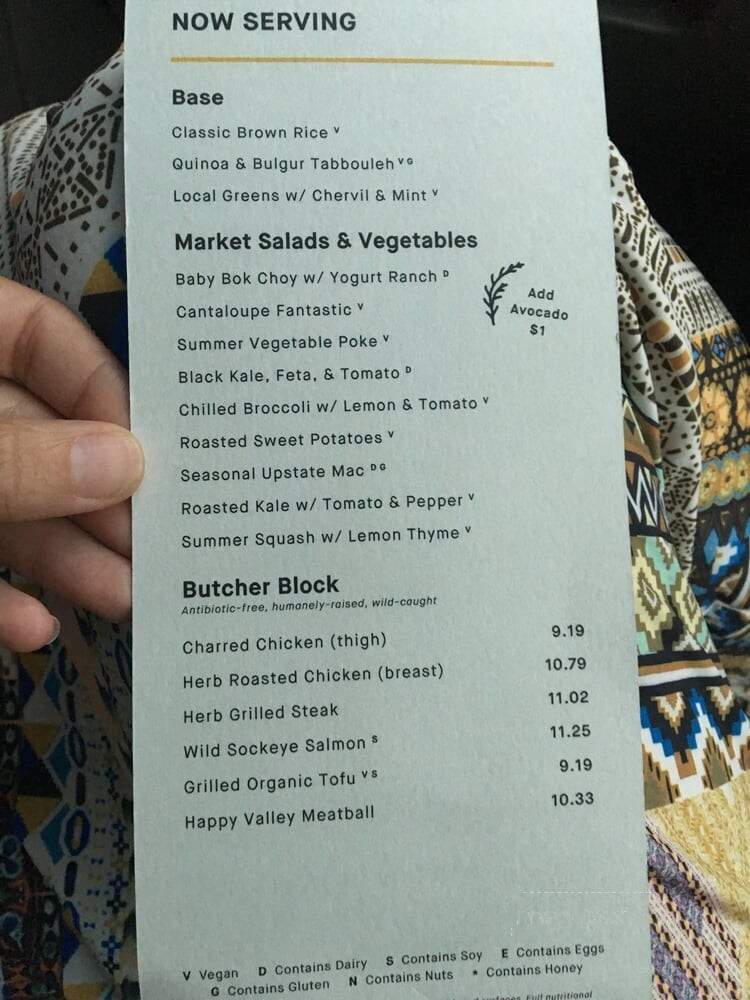 NOW SERVING
Base
Classic Brown Rice V
Quinoa & Bulgur Tabbouleh V G
Local Greens w/ Chervil & Mint V
Market Salads & Vegetables
Baby Bok Choy w/ Yogurt Ranch D
Cantaloupe Fantastic V
Summer Vegetable Poke V
Black Kale, Feta, & Tomato D
Chilled Broccoli w/ Lemon & Tomato V
Roasted Sweet Potatoes V
Seasonal Upstate Mac D G
Roasted Kale w/ Tomato & Pepper V
Summer Squash w/ Lemon Thyme V
Add
Avocado
$1
Butcher Block
Antibiotic-free, humanely-raised, wild-caught
Charred Chicken (thigh) 9.19
Herb Roasted Chicken (breast) 10.79
Herb Grilled Steak 11.02
Wild Sockeye Salmon S 11.25
Grilled Organic Tofu V S 9.19
Happy Valley Meatball 10.33
V Vegan D Contains Dairy S Contains Soy E Contains Eggs
G Contains Gluten N Contains Nuts * Contains Honey
surfaces. Full nutritional